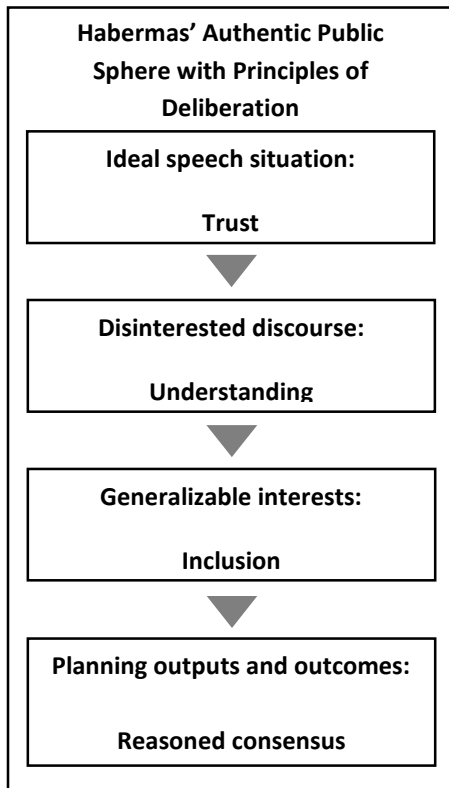 Habermas’ Authentic Public
Sphere with Principles of
Deliberation
Ideal speech situation:
Trust
Disinterested discourse:
Understanding
Generalizable interests:
Inclusion
Planning outputs and outcomes:
Reasoned consensus